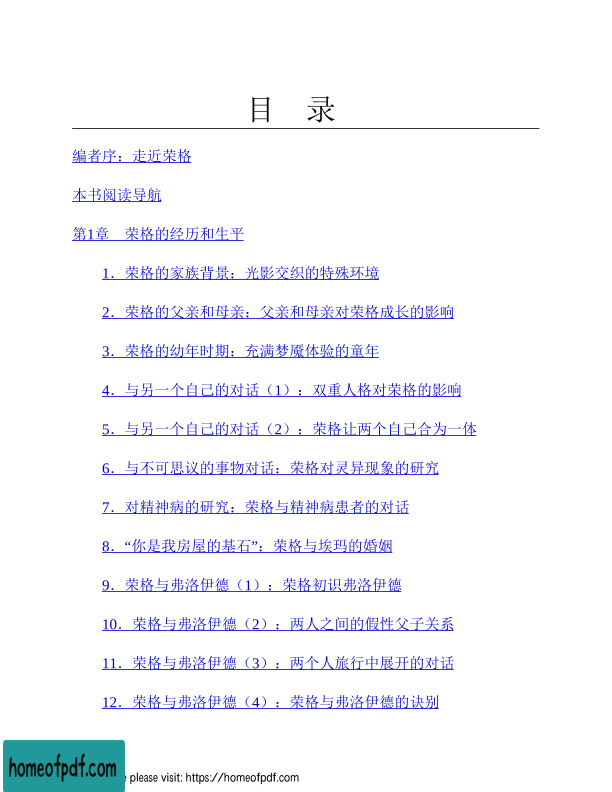 目 录
编者序：走近荣格
本书阅读导航
第1章 荣格的经历和生平
1．荣格的家族背景：光影交织的特殊环境
2．荣格的父亲和母亲：父亲和母亲对荣格成长的影响
3．荣格的幼年时期：充满梦魇体验的童年
4．与另一个自己的对话（1）：双重人格对荣格的影响
5．与另一个自己的对话（2）：荣格让两个自己合为一体
6．与不可思议的事物对话：荣格对灵异现象的研究
7．对精神病的研究：荣格与精神病患者的对话
8．“你是我房屋的基石”：荣格与埃玛的婚姻
9．荣格与弗洛伊德（1）：荣格初识弗洛伊德
10．荣格与弗洛伊德（2）：两人之间的假性父子关系
11．荣格与弗洛伊德（3）：两个人旅行中展开的对话
12．荣格与弗洛伊德（4）：荣格与弗洛伊德的诀别
homeofpdf.com
please visit: https://homeofpdf.com